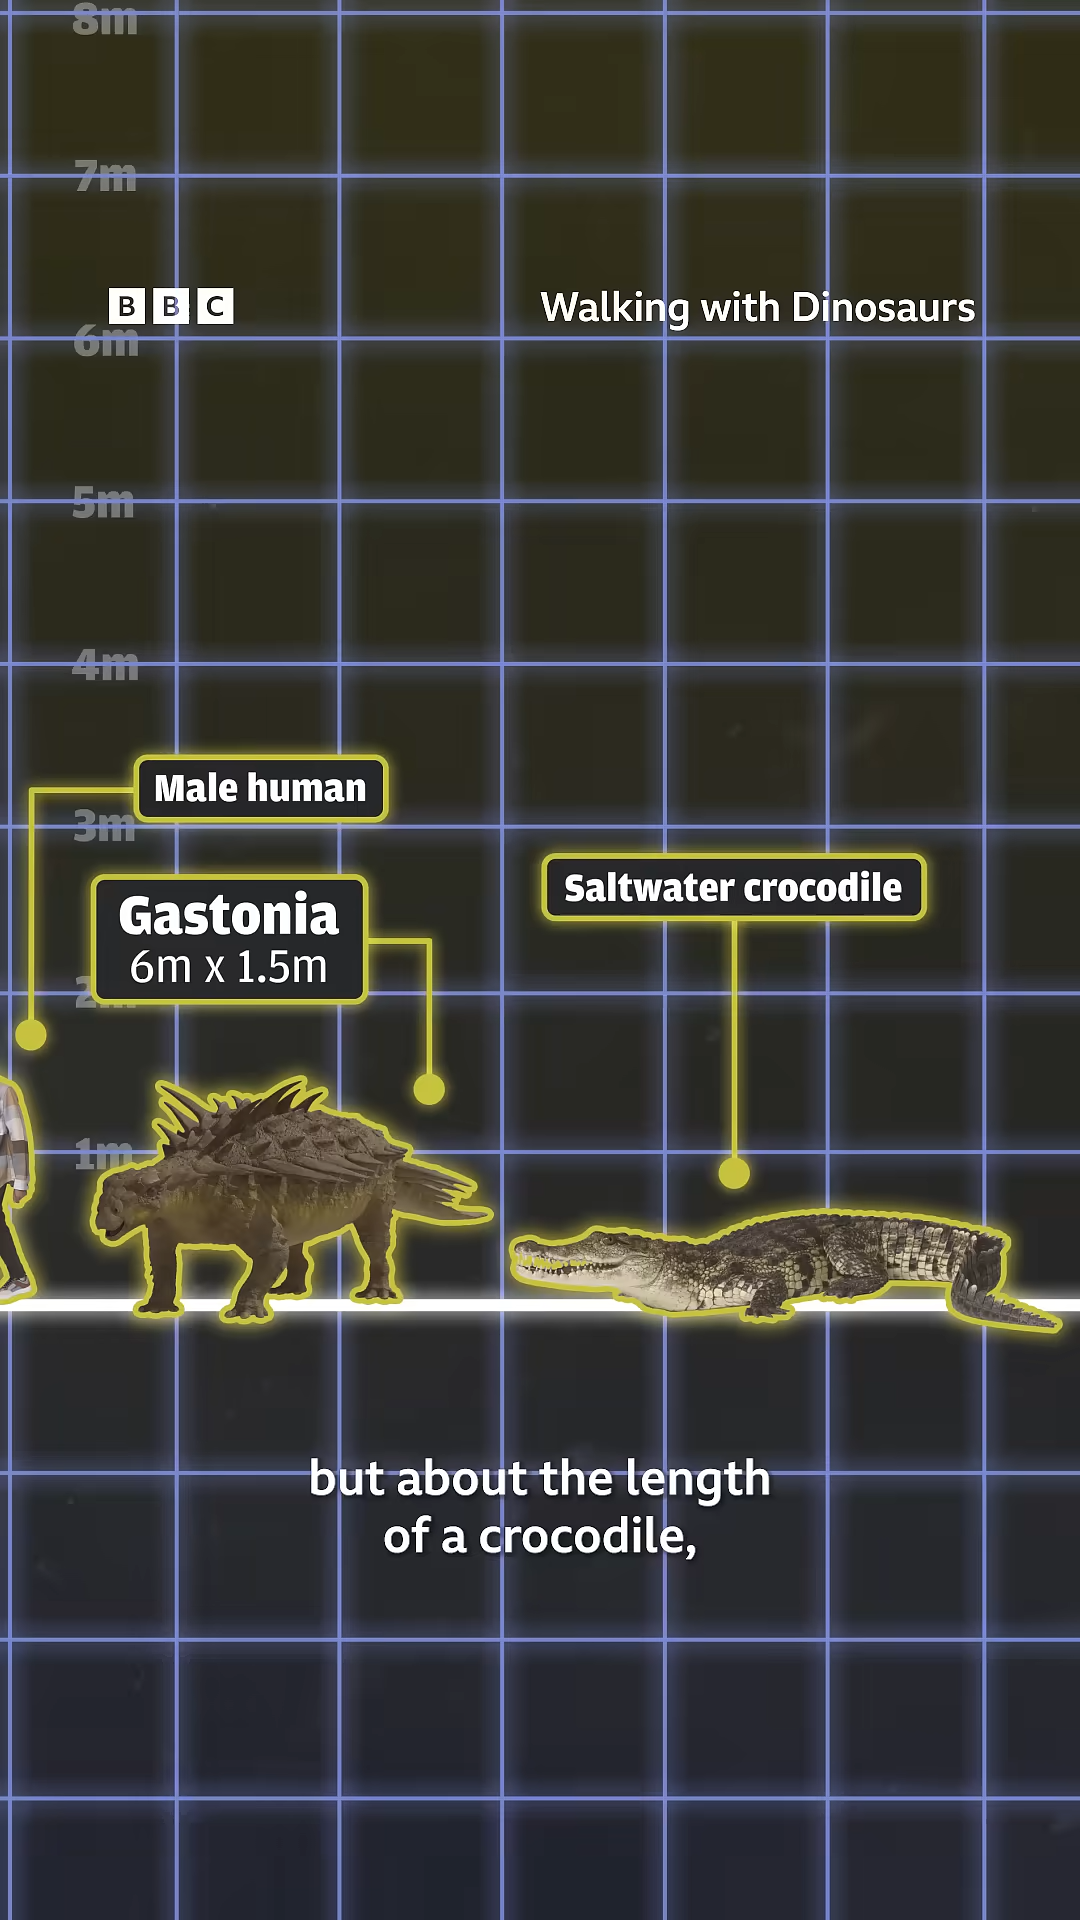 8m
7m
BBC
Walking with Dinosaurs
6m
5m
4m
Male human
3m
Saltwater crocodile
Gastonia
6m x 1.5m
2m
1m
but about the length
of a crocodile,